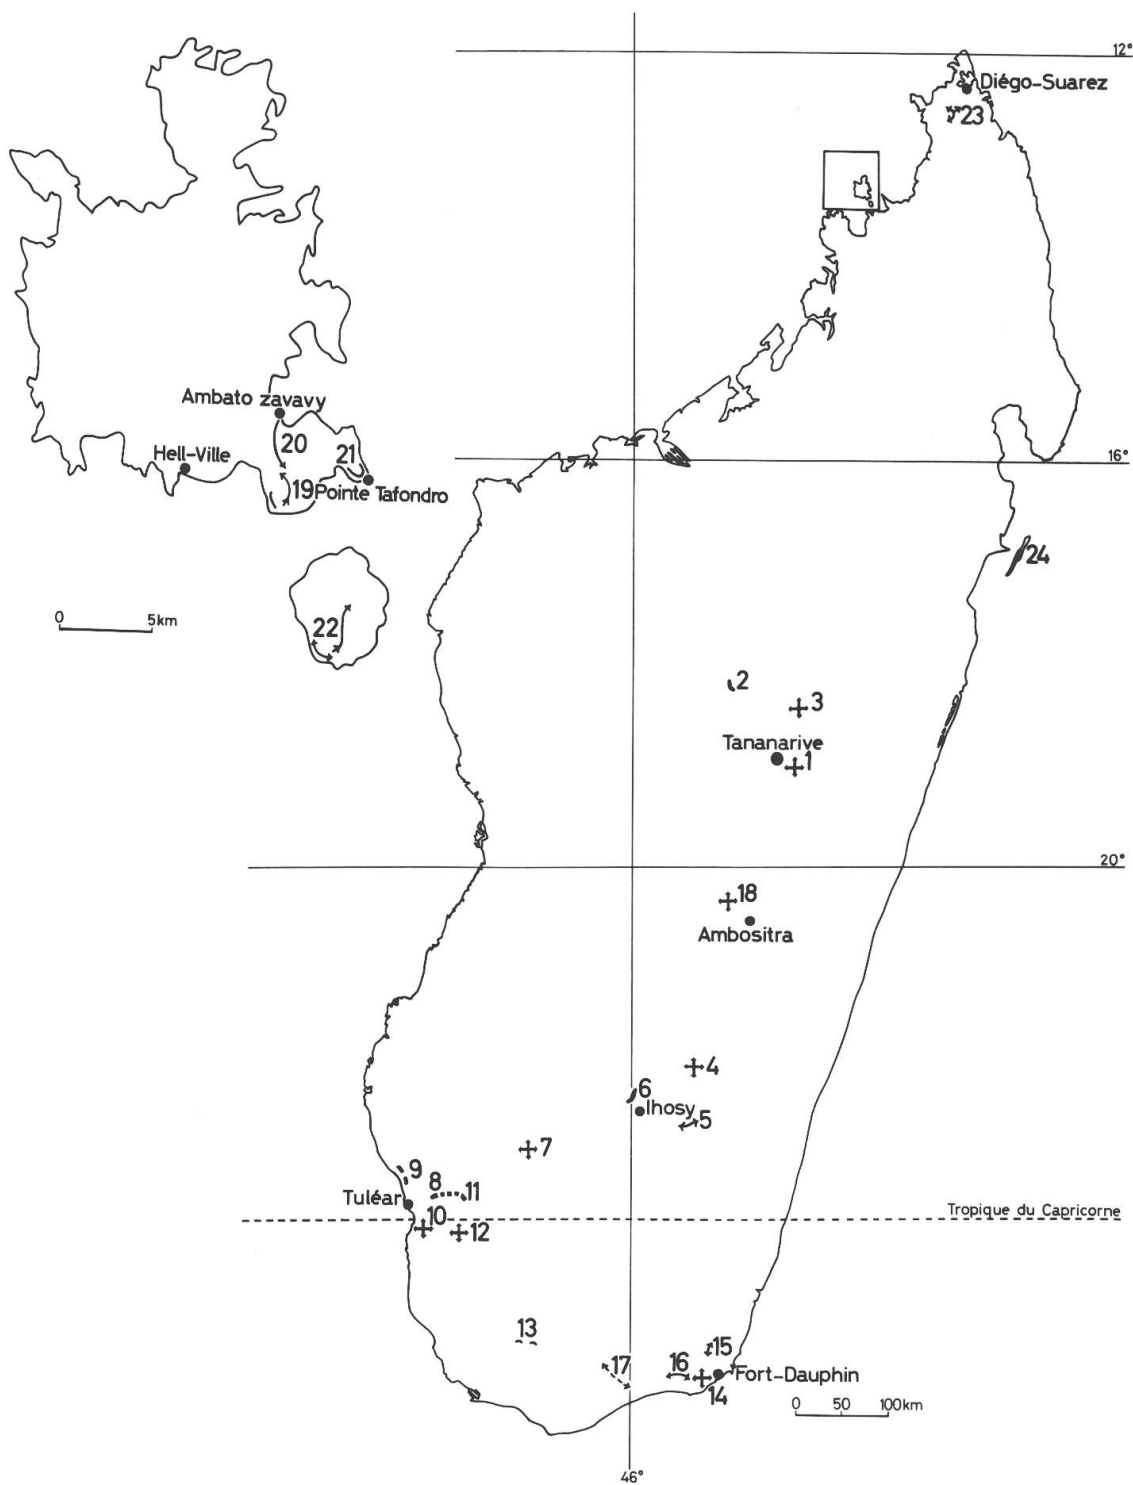 12°
Diégo-Suarez
23
Ambato zavavy
20
Hell-Ville
21
19
Pointe Tafondro
16°
24
0 5km
22
2
3
Tananarive
1
20°
18
Ambositra
4
6
Ihosy
5
7
9
8
11
Tuléar
10
12
Tropique du Capricorne
13
17
16
15
Fort-Dauphin
14
0 50 100km
46°